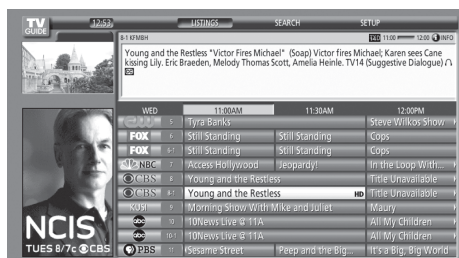 TV GUIDE 12:53 LISTINGS SEARCH SETUP
8-1 KFMBH 11:00 12:00 INFO
Young and the Restless "Victor Fires Michael" (Soap) Victor fires Michael; Karen sees Cane
kissing Lily. Eric Braeden, Melody Thomas Scott, Amelia Heinle. TV14 (Suggestive Dialogue)
WED 11:00AM 11:30AM 12:00PM
5 Tyra Banks Steve Wilkos Show
FOX 6 Still Standing Still Standing Cops
FOX 6-1 Still Standing Still Standing Cops
NBC 7 Access Hollywood Jeopardy! In the Loop With...
CBS 8 Young and the Restless Title Unavailable
CBS 8-1 Young and the Restless HD Title Unavailable
KUSI 9 Morning Show With Mike and Juliet Maury
abc 10 10News Live @ 11A All My Children
abc 10-1 10News Live @ 11A All My Children
PBS 11 Sesame Street Peep and the Big... It's a Big, Big World
NCIS
TUES 8/7c CBS